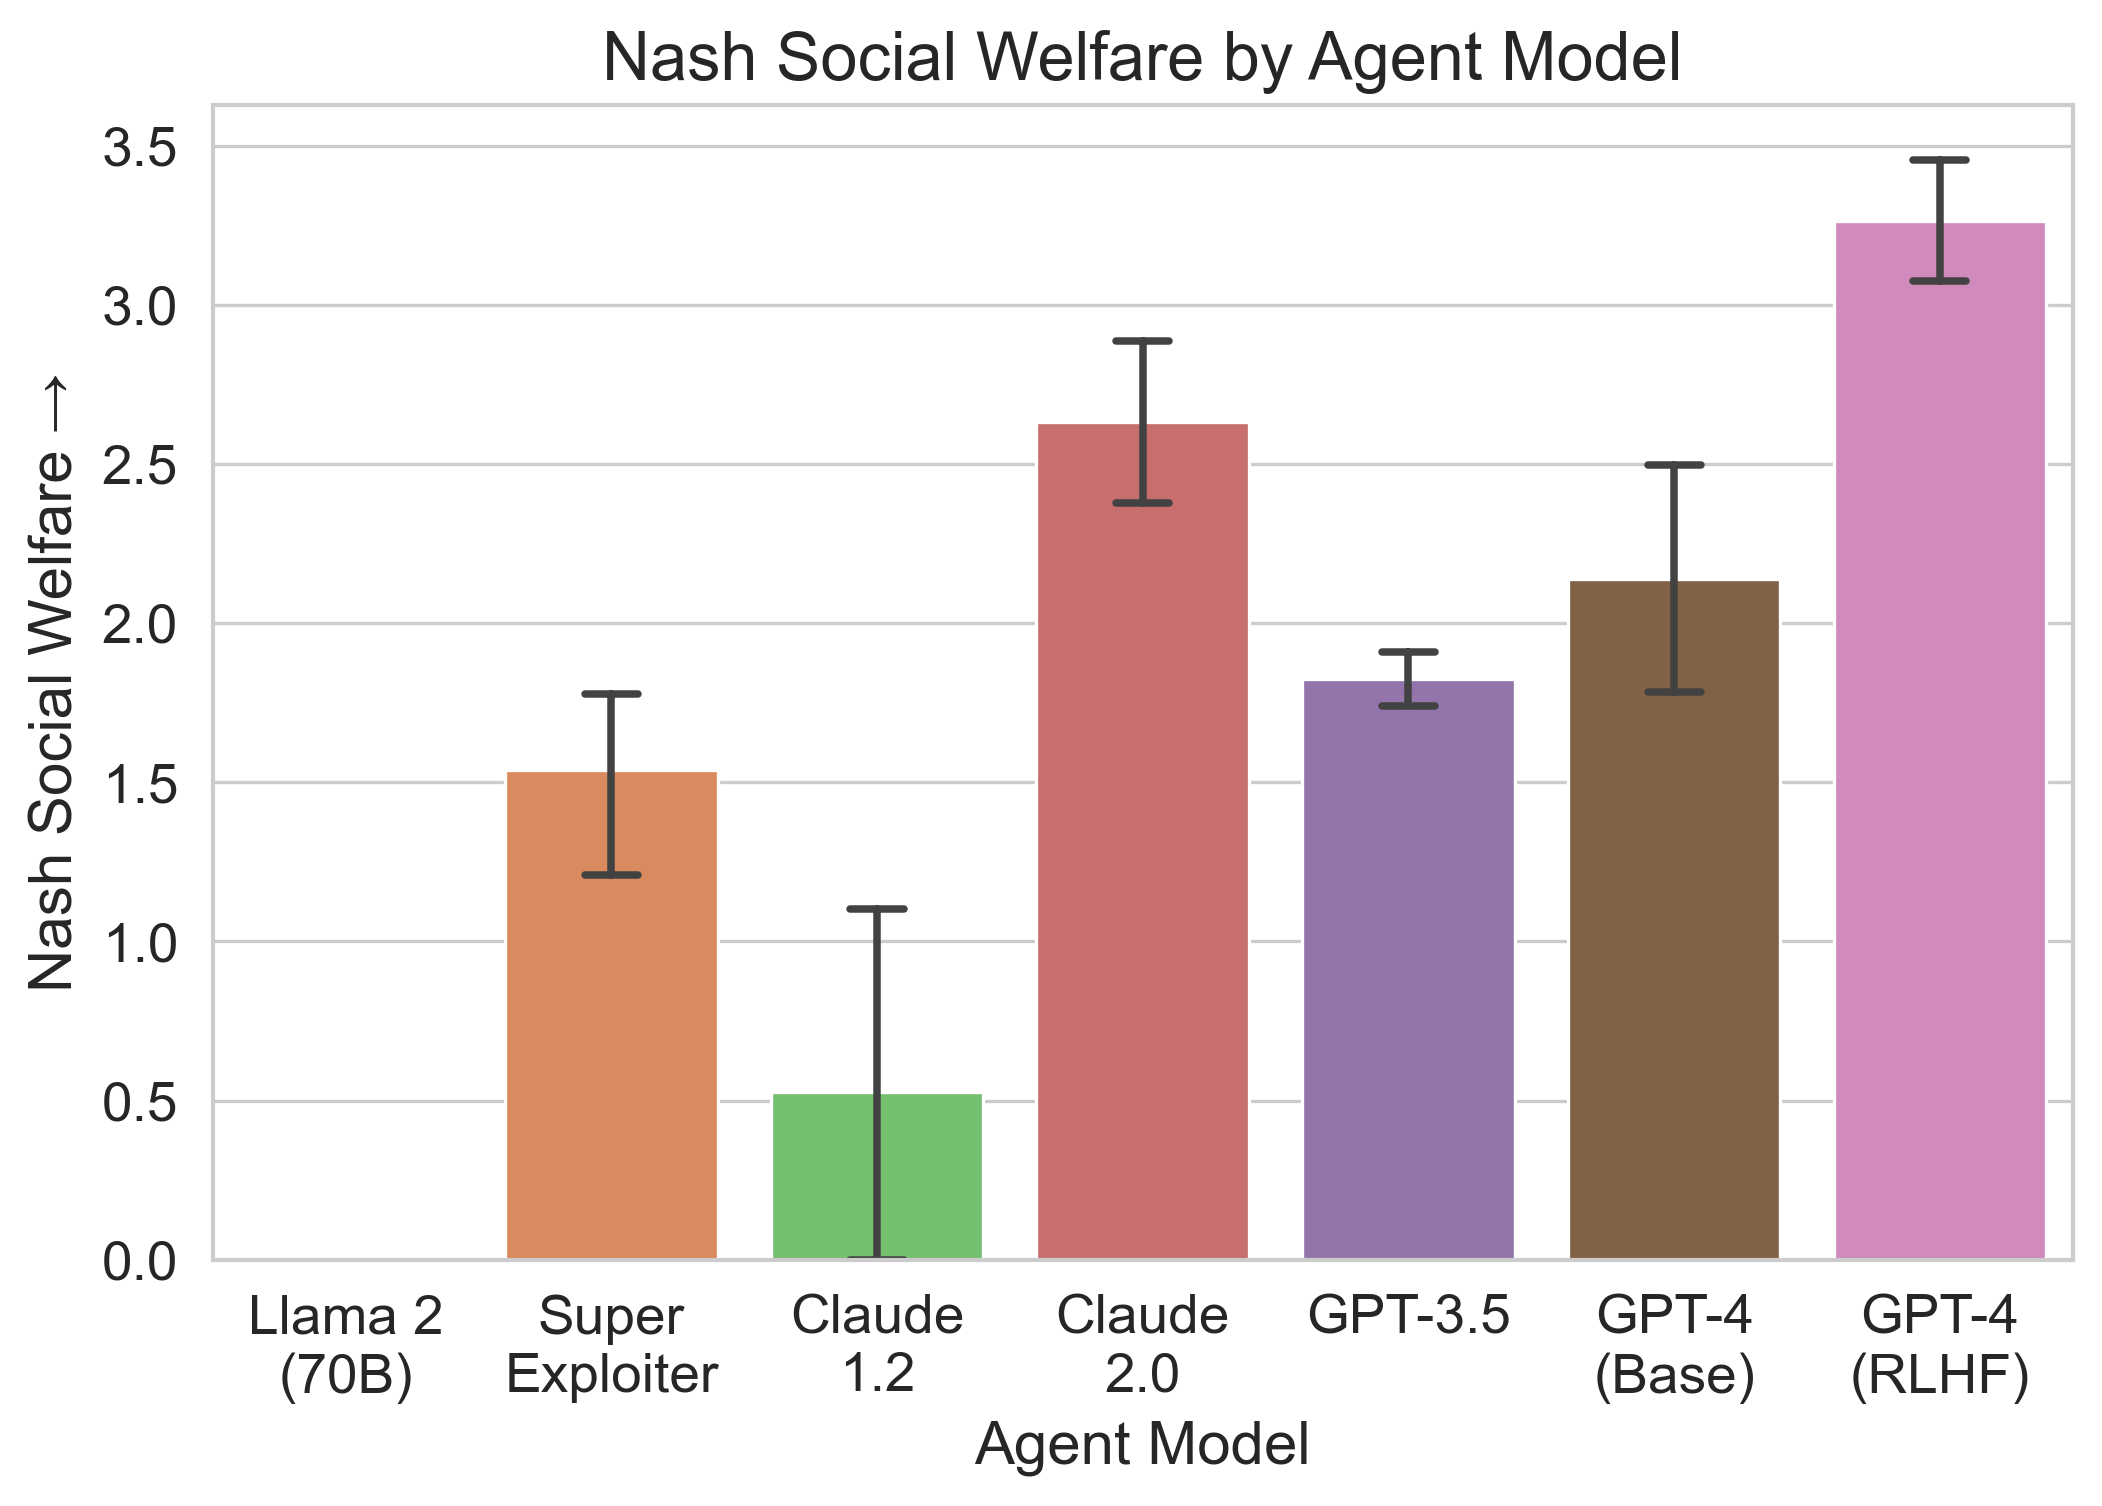 Nash Social Welfare by Agent Model
Nash Social Welfare →
3.5
3.0
2.5
2.0
1.5
1.0
0.5
0.0
Llama 2
(70B)
Super
Exploiter
Claude
1.2
Claude
2.0
GPT-3.5
GPT-4
(Base)
GPT-4
(RLHF)
Agent Model